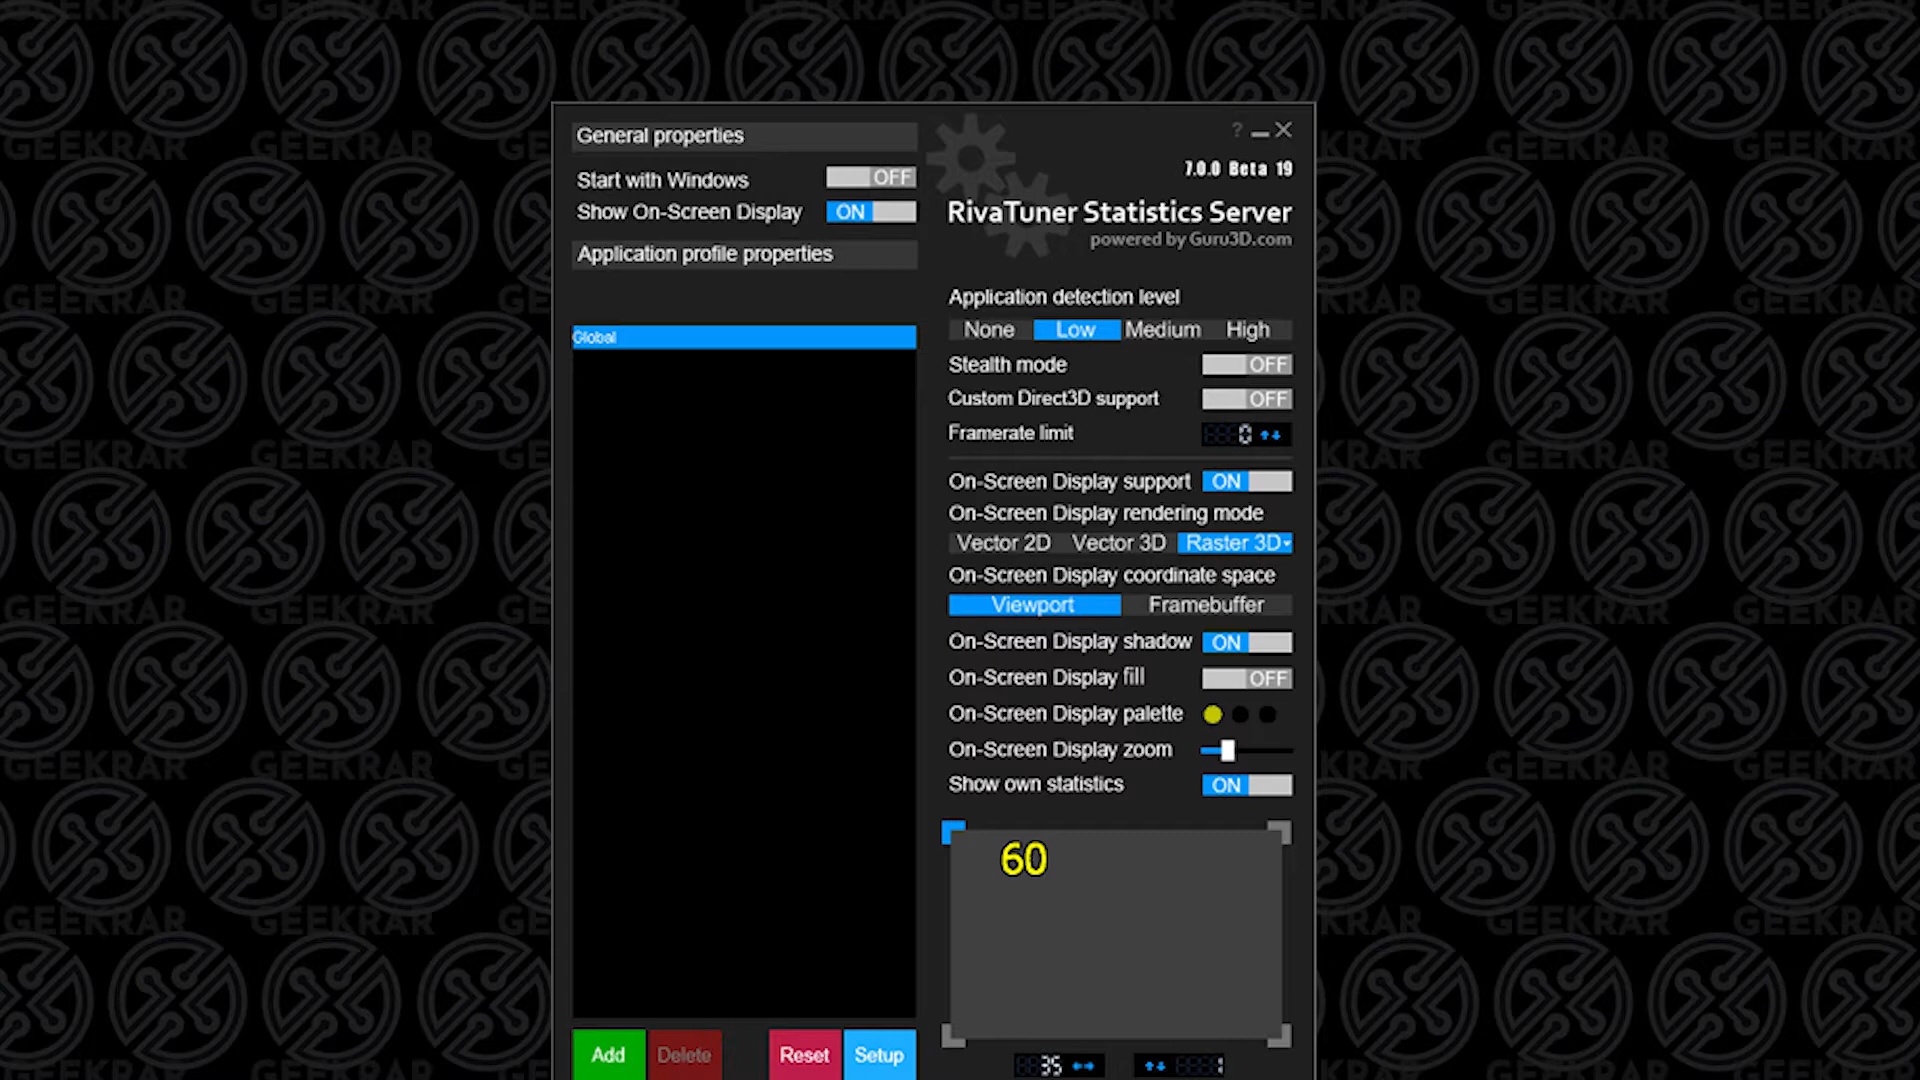 General properties
Start with Windows OFF
Show On-Screen Display ON
Application profile properties
Global
Add
Delete
Reset
Setup
?
7.0.0 Beta 19
RivaTuner Statistics Server
powered by Guru3D.com
Application detection level
None Low Medium High
Stealth mode OFF
Custom Direct3D support OFF
Framerate limit 0
On-Screen Display support ON
On-Screen Display rendering mode
Vector 2D Vector 3D Raster 3D
On-Screen Display coordinate space
Viewport Framebuffer
On-Screen Display shadow ON
On-Screen Display fill OFF
On-Screen Display palette
On-Screen Display zoom
Show own statistics ON
60
35 1
GEEKRAR